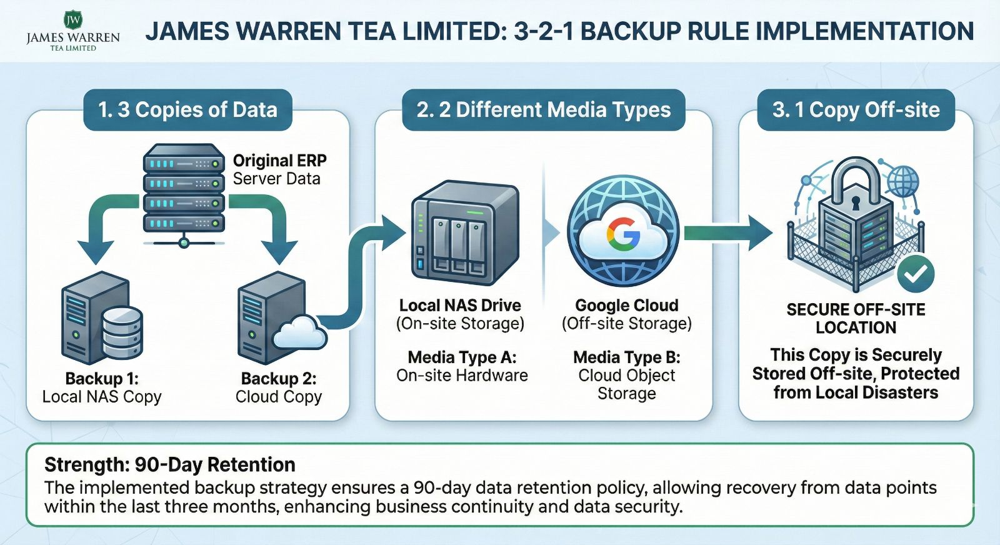 JW
JAMES WARREN
TEA LIMITED
JAMES WARREN TEA LIMITED: 3-2-1 BACKUP RULE IMPLEMENTATION
1. 3 Copies of Data
Original ERP
Server Data
Backup 1:
Local NAS Copy
Backup 2:
Cloud Copy
2. 2 Different Media Types
Local NAS Drive
(On-site Storage)
Media Type A:
On-site Hardware
G
Google Cloud
(Off-site Storage)
Media Type B:
Cloud Object
Storage
3. 1 Copy Off-site
SECURE OFF-SITE
LOCATION
This Copy is Securely
Stored Off-site, Protected
from Local Disasters
Strength: 90-Day Retention
The implemented backup strategy ensures a 90-day data retention policy, allowing recovery from data points
within the last three months, enhancing business continuity and data security.